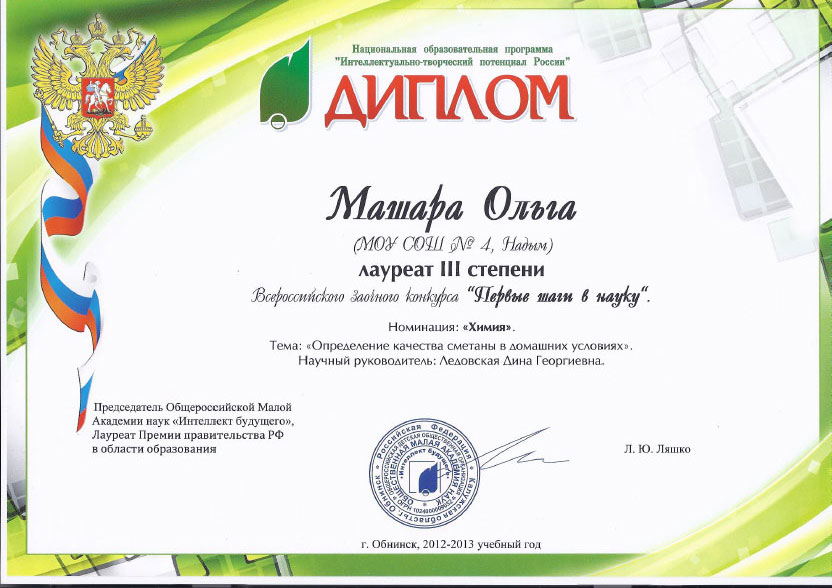 Национальная образовательная программа
"Интеллектуально-творческий потенциал России"
ДИПЛОМ
Машара Ольга
(МОУ СОШ № 4, Надым)
лауреат III степени
Всероссийского заочного конкурса "Первые шаги в науку".
Номинация: «Химия».
Тема: «Определение качества сметаны в домашних условиях».
Научный руководитель: Ледовская Дина Георгиевна.
Председатель Общероссийской Малой
Академии наук «Интеллект будущего»,
Лауреат Премии правительства РФ
в области образования
Российская Федерация • Калужская область, г. Обнинск
ОБЩЕСТВЕННАЯ МАЛАЯ АКАДЕМИЯ НАУК
"Интеллект будущего"
Л. Ю. Ляшко
г. Обнинск, 2012-2013 учебный год